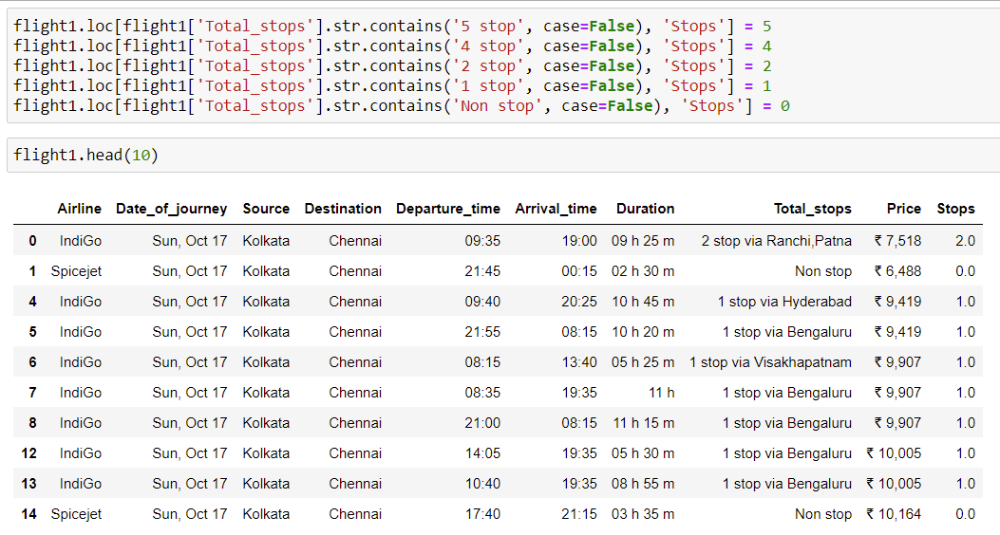 flight1.loc[flight1['Total_stops'].str.contains('5 stop', case=False), 'Stops'] = 5
flight1.loc[flight1['Total_stops'].str.contains('4 stop', case=False), 'Stops'] = 4
flight1.loc[flight1['Total_stops'].str.contains('2 stop', case=False), 'Stops'] = 2
flight1.loc[flight1['Total_stops'].str.contains('1 stop', case=False), 'Stops'] = 1
flight1.loc[flight1['Total_stops'].str.contains('Non stop', case=False), 'Stops'] = 0
flight1.head(10)
Airline Date_of_journey Source Destination Departure_time Arrival_time Duration Total_stops Price Stops
0 IndiGo Sun, Oct 17 Kolkata Chennai 09:35 19:00 09 h 25 m 2 stop via Ranchi,Patna ₹ 7,518 2.0
1 Spicejet Sun, Oct 17 Kolkata Chennai 21:45 00:15 02 h 30 m Non stop ₹ 6,488 0.0
4 IndiGo Sun, Oct 17 Kolkata Chennai 09:40 20:25 10 h 45 m 1 stop via Hyderabad ₹ 9,419 1.0
5 IndiGo Sun, Oct 17 Kolkata Chennai 21:55 08:15 10 h 20 m 1 stop via Bengaluru ₹ 9,419 1.0
6 IndiGo Sun, Oct 17 Kolkata Chennai 08:15 13:40 05 h 25 m 1 stop via Visakhapatnam ₹ 9,907 1.0
7 IndiGo Sun, Oct 17 Kolkata Chennai 08:35 19:35 11 h 1 stop via Bengaluru ₹ 9,907 1.0
8 IndiGo Sun, Oct 17 Kolkata Chennai 21:00 08:15 11 h 15 m 1 stop via Bengaluru ₹ 9,907 1.0
12 IndiGo Sun, Oct 17 Kolkata Chennai 14:05 19:35 05 h 30 m 1 stop via Bengaluru ₹ 10,005 1.0
13 IndiGo Sun, Oct 17 Kolkata Chennai 10:40 19:35 08 h 55 m 1 stop via Bengaluru ₹ 10,005 1.0
14 Spicejet Sun, Oct 17 Kolkata Chennai 17:40 21:15 03 h 35 m Non stop ₹ 10,164 0.0